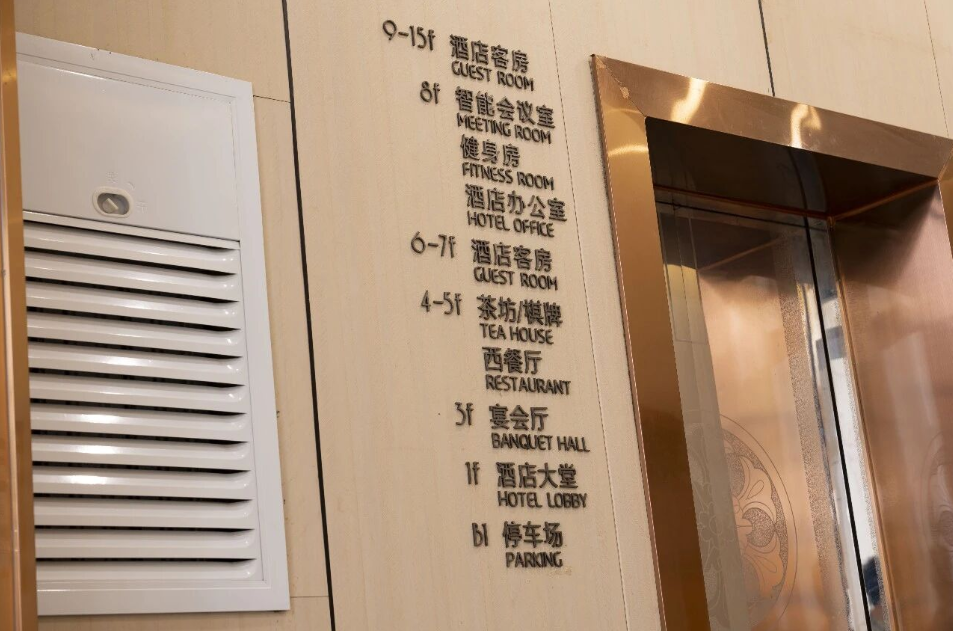 9-15f 酒店客房
GUEST ROOM
8f 智能会议室
MEETING ROOM
健身房
FITNESS ROOM
酒店办公室
HOTEL OFFICE
6-7f 酒店客房
GUEST ROOM
4-5f 茶坊/棋牌
TEA HOUSE
西餐厅
RESTAURANT
3f 宴会厅
BANQUET HALL
1f 酒店大堂
HOTEL LOBBY
b1 停车场
PARKING